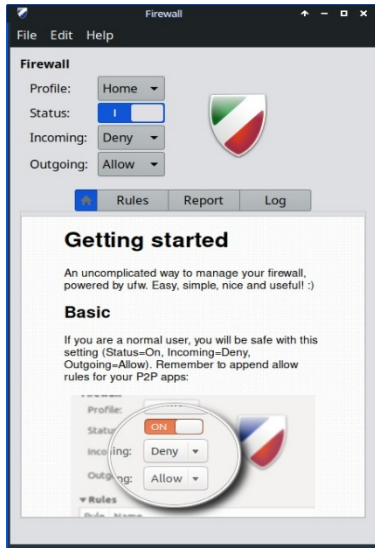 Firewall
File Edit Help
Firewall
Profile: Home
Status:
Incoming: Deny
Outgoing: Allow
Rules Report Log
Getting started
An uncomplicated way to manage your firewall,
powered by ufw. Easy, simple, nice and useful! :)
Basic
If you are a normal user, you will be safe with this
setting (Status=On, Incoming=Deny,
Outgoing=Allow). Remember to append allow
rules for your P2P apps:
Profile:
ON
Deny
Allow
Rules